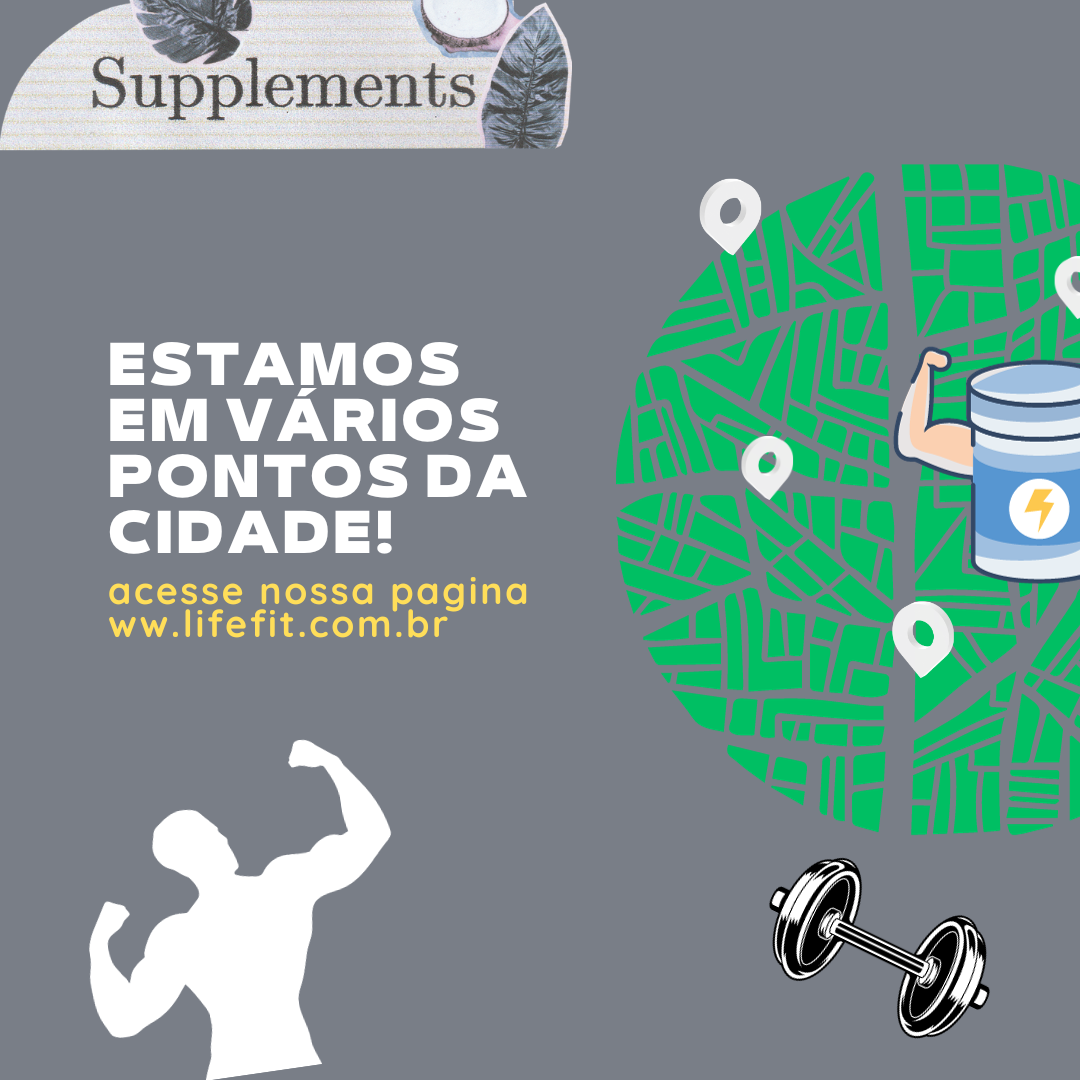 Supplements
ESTAMOS
EM VÁRIOS
PONTOS DA
CIDADE!
acesse nossa pagina
ww.lifefit.com.br